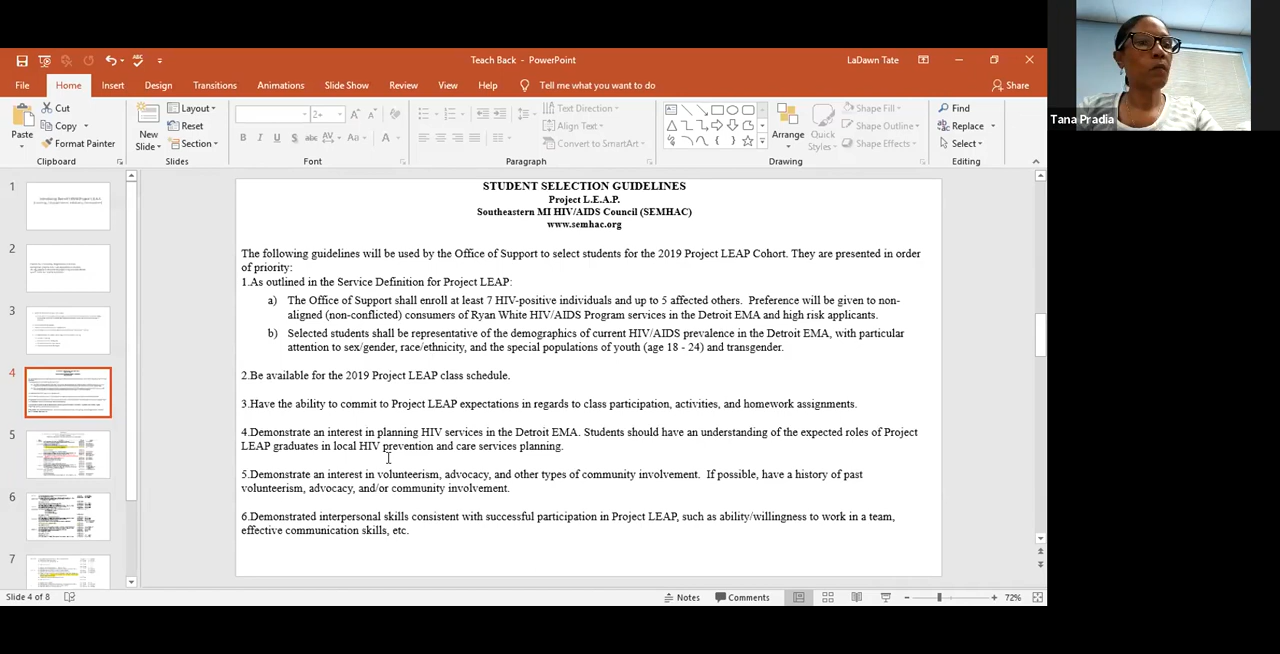 Teach Back - PowerPoint
LaDawn Tate
File Home Insert Design Transitions Animations Slide Show Review View Help Tell me what you want to do Share
Paste
Cut
Copy
Format Painter
Clipboard
New
Slide
Layout
Reset
Section
Slides
2+
B I U S abc AV Aa A
Font
Text Direction
Align Text
Convert to SmartArt
Paragraph
Arrange
Quick
Styles
Shape Fill
Shape Outline
Shape Effects
Drawing
Find
Replace
Select
Editing
Tana Pradia
1
2
3
4
5
6
7
STUDENT SELECTION GUIDELINES
Project L.E.A.P.
Southeastern MI HIV/AIDS Council (SEMHAC)
www.semhac.org
The following guidelines will be used by the Office of Support to select students for the 2019 Project LEAP Cohort. They are presented in order
of priority:
1.As outlined in the Service Definition for Project LEAP:
a) The Office of Support shall enroll at least 7 HIV-positive individuals and up to 5 affected others. Preference will be given to non-
aligned (non-conflicted) consumers of Ryan White HIV/AIDS Program services in the Detroit EMA and high risk applicants.
b) Selected students shall be representative of the demographics of current HIV/AIDS prevalence in the Detroit EMA, with particular
attention to sex/gender, race/ethnicity, and the special populations of youth (age 18 - 24) and transgender.
2.Be available for the 2019 Project LEAP class schedule.
3.Have the ability to commit to Project LEAP expectations in regards to class participation, activities, and homework assignments.
4.Demonstrate an interest in planning HIV services in the Detroit EMA. Students should have an understanding of the expected roles of Project
LEAP graduates in local HIV prevention and care services planning.
5.Demonstrate an interest in volunteerism, advocacy, and other types of community involvement. If possible, have a history of past
volunteerism, advocacy, and/or community involvement.
6.Demonstrated interpersonal skills consistent with successful participation in Project LEAP, such as ability/willingness to work in a team,
effective communication skills, etc.
Slide 4 of 8
Notes
Comments
72%